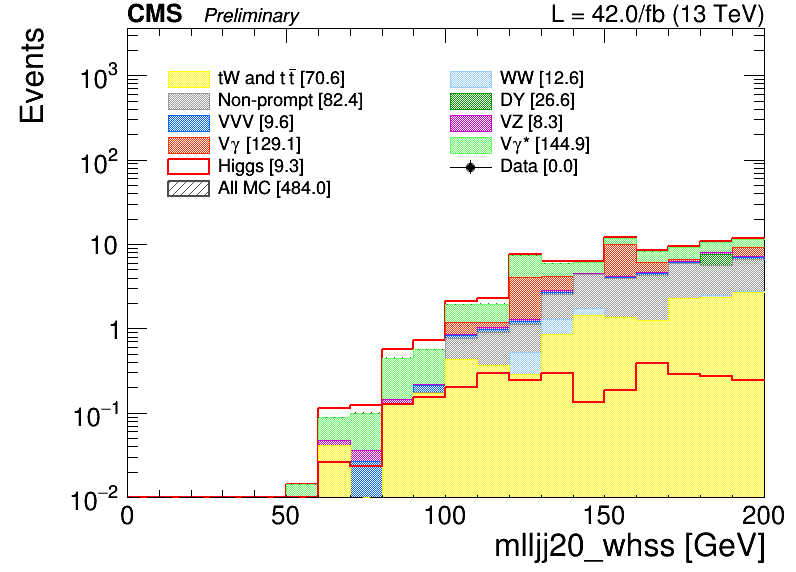 CMS Preliminary L = 42.0/fb (13 TeV)
Events
tW and tt̅ [70.6] WW [12.6]
Non-prompt [82.4] DY [26.6]
VVV [9.6] VZ [8.3]
Vγ [129.1] Vγ* [144.9]
Higgs [9.3] Data [0.0]
All MC [484.0]
10³
10²
10
1
10⁻¹
10⁻²
0 50 100 150 200
mlljj20_whss [GeV]